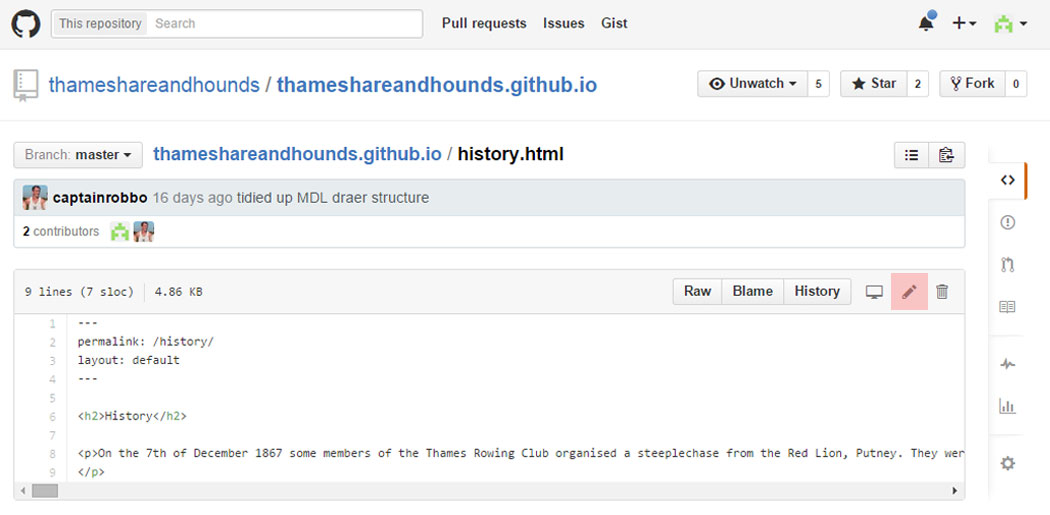 This repository Search Pull requests Issues Gist
thameshareandhounds / thameshareandhounds.github.io Unwatch 5 Star 2 Fork 0
Branch: master thameshareandhounds.github.io / history.html
captainrobbo 16 days ago tidied up MDL draer structure
2 contributors
9 lines (7 sloc) 4.86 KB Raw Blame History
1 ---
2 permalink: /history/
3 layout: default
4 ---
5
6 <h2>History</h2>
7
8 <p>On the 7th of December 1867 some members of the Thames Rowing Club organised a steeplechase from the Red Lion, Putney. They wer
9 </p>